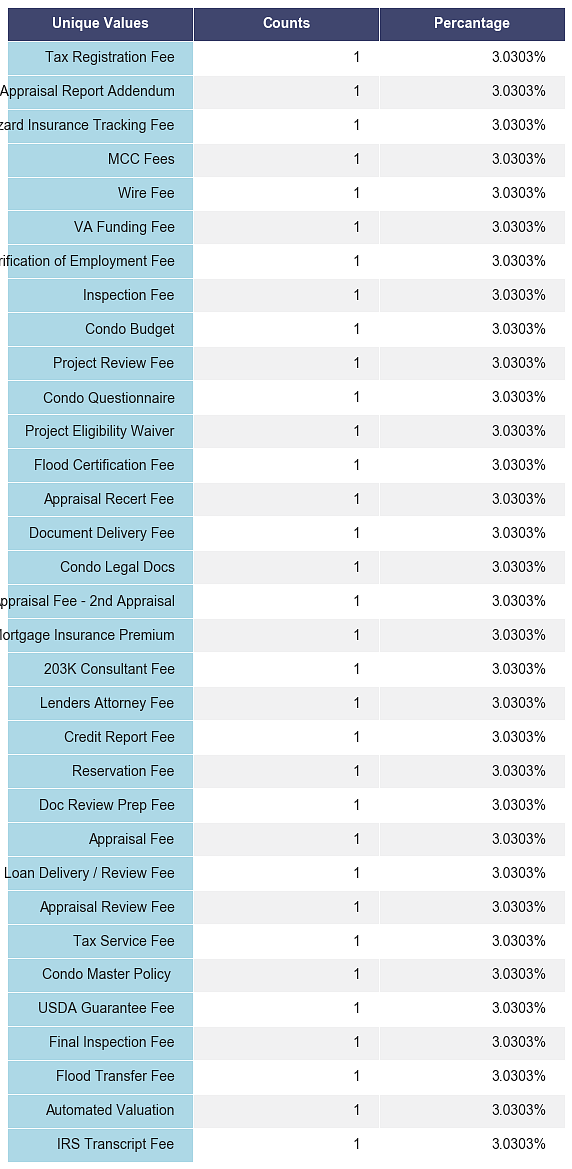 Unique Values Counts Percantage
Tax Registration Fee 1 3.0303%
Appraisal Report Addendum 1 3.0303%
Insurance Tracking Fee 1 3.0303%
MCC Fees 1 3.0303%
Wire Fee 1 3.0303%
VA Funding Fee 1 3.0303%
of Employment Fee 1 3.0303%
Inspection Fee 1 3.0303%
Condo Budget 1 3.0303%
Project Review Fee 1 3.0303%
Condo Questionnaire 1 3.0303%
Project Eligibility Waiver 1 3.0303%
Flood Certification Fee 1 3.0303%
Appraisal Recert Fee 1 3.0303%
Document Delivery Fee 1 3.0303%
Condo Legal Docs 1 3.0303%
Fee - 2nd Appraisal 1 3.0303%
Insurance Premium 1 3.0303%
203K Consultant Fee 1 3.0303%
Lenders Attorney Fee 1 3.0303%
Credit Report Fee 1 3.0303%
Reservation Fee 1 3.0303%
Doc Review Prep Fee 1 3.0303%
Appraisal Fee 1 3.0303%
Loan Delivery / Review Fee 1 3.0303%
Appraisal Review Fee 1 3.0303%
Tax Service Fee 1 3.0303%
Condo Master Policy 1 3.0303%
USDA Guarantee Fee 1 3.0303%
Final Inspection Fee 1 3.0303%
Flood Transfer Fee 1 3.0303%
Automated Valuation 1 3.0303%
IRS Transcript Fee 1 3.0303%